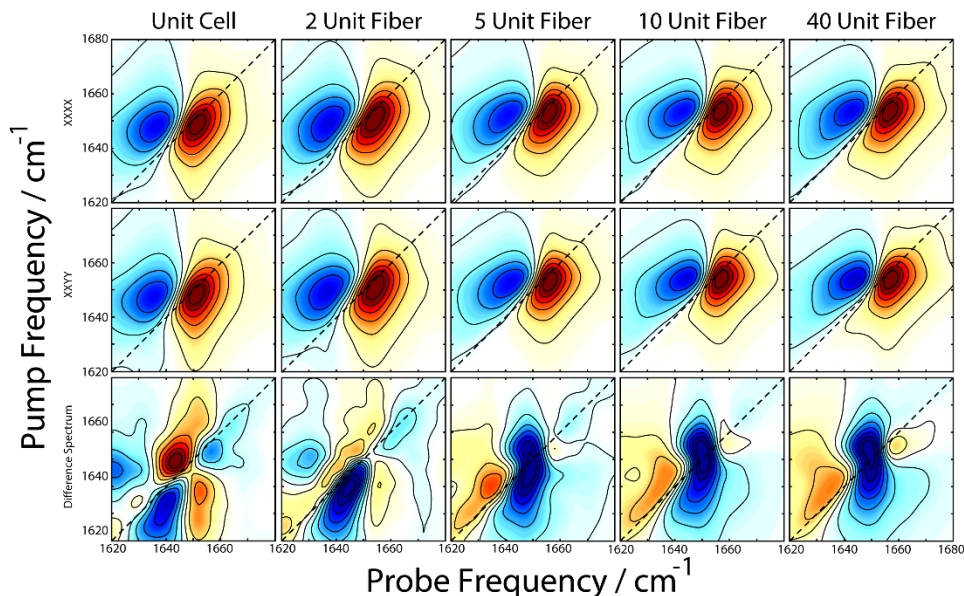 Unit Cell 2 Unit Fiber 5 Unit Fiber 10 Unit Fiber 40 Unit Fiber
Pump Frequency / cm⁻¹
XXXX
1680
1660
1640
1620
XXYY
1660
1640
1620
Difference Spectrum
1660
1640
1620
1620 1640 1660 1620 1640 1660 1620 1640 1660 1620 1640 1660 1620 1640 1660 1680
Probe Frequency / cm⁻¹